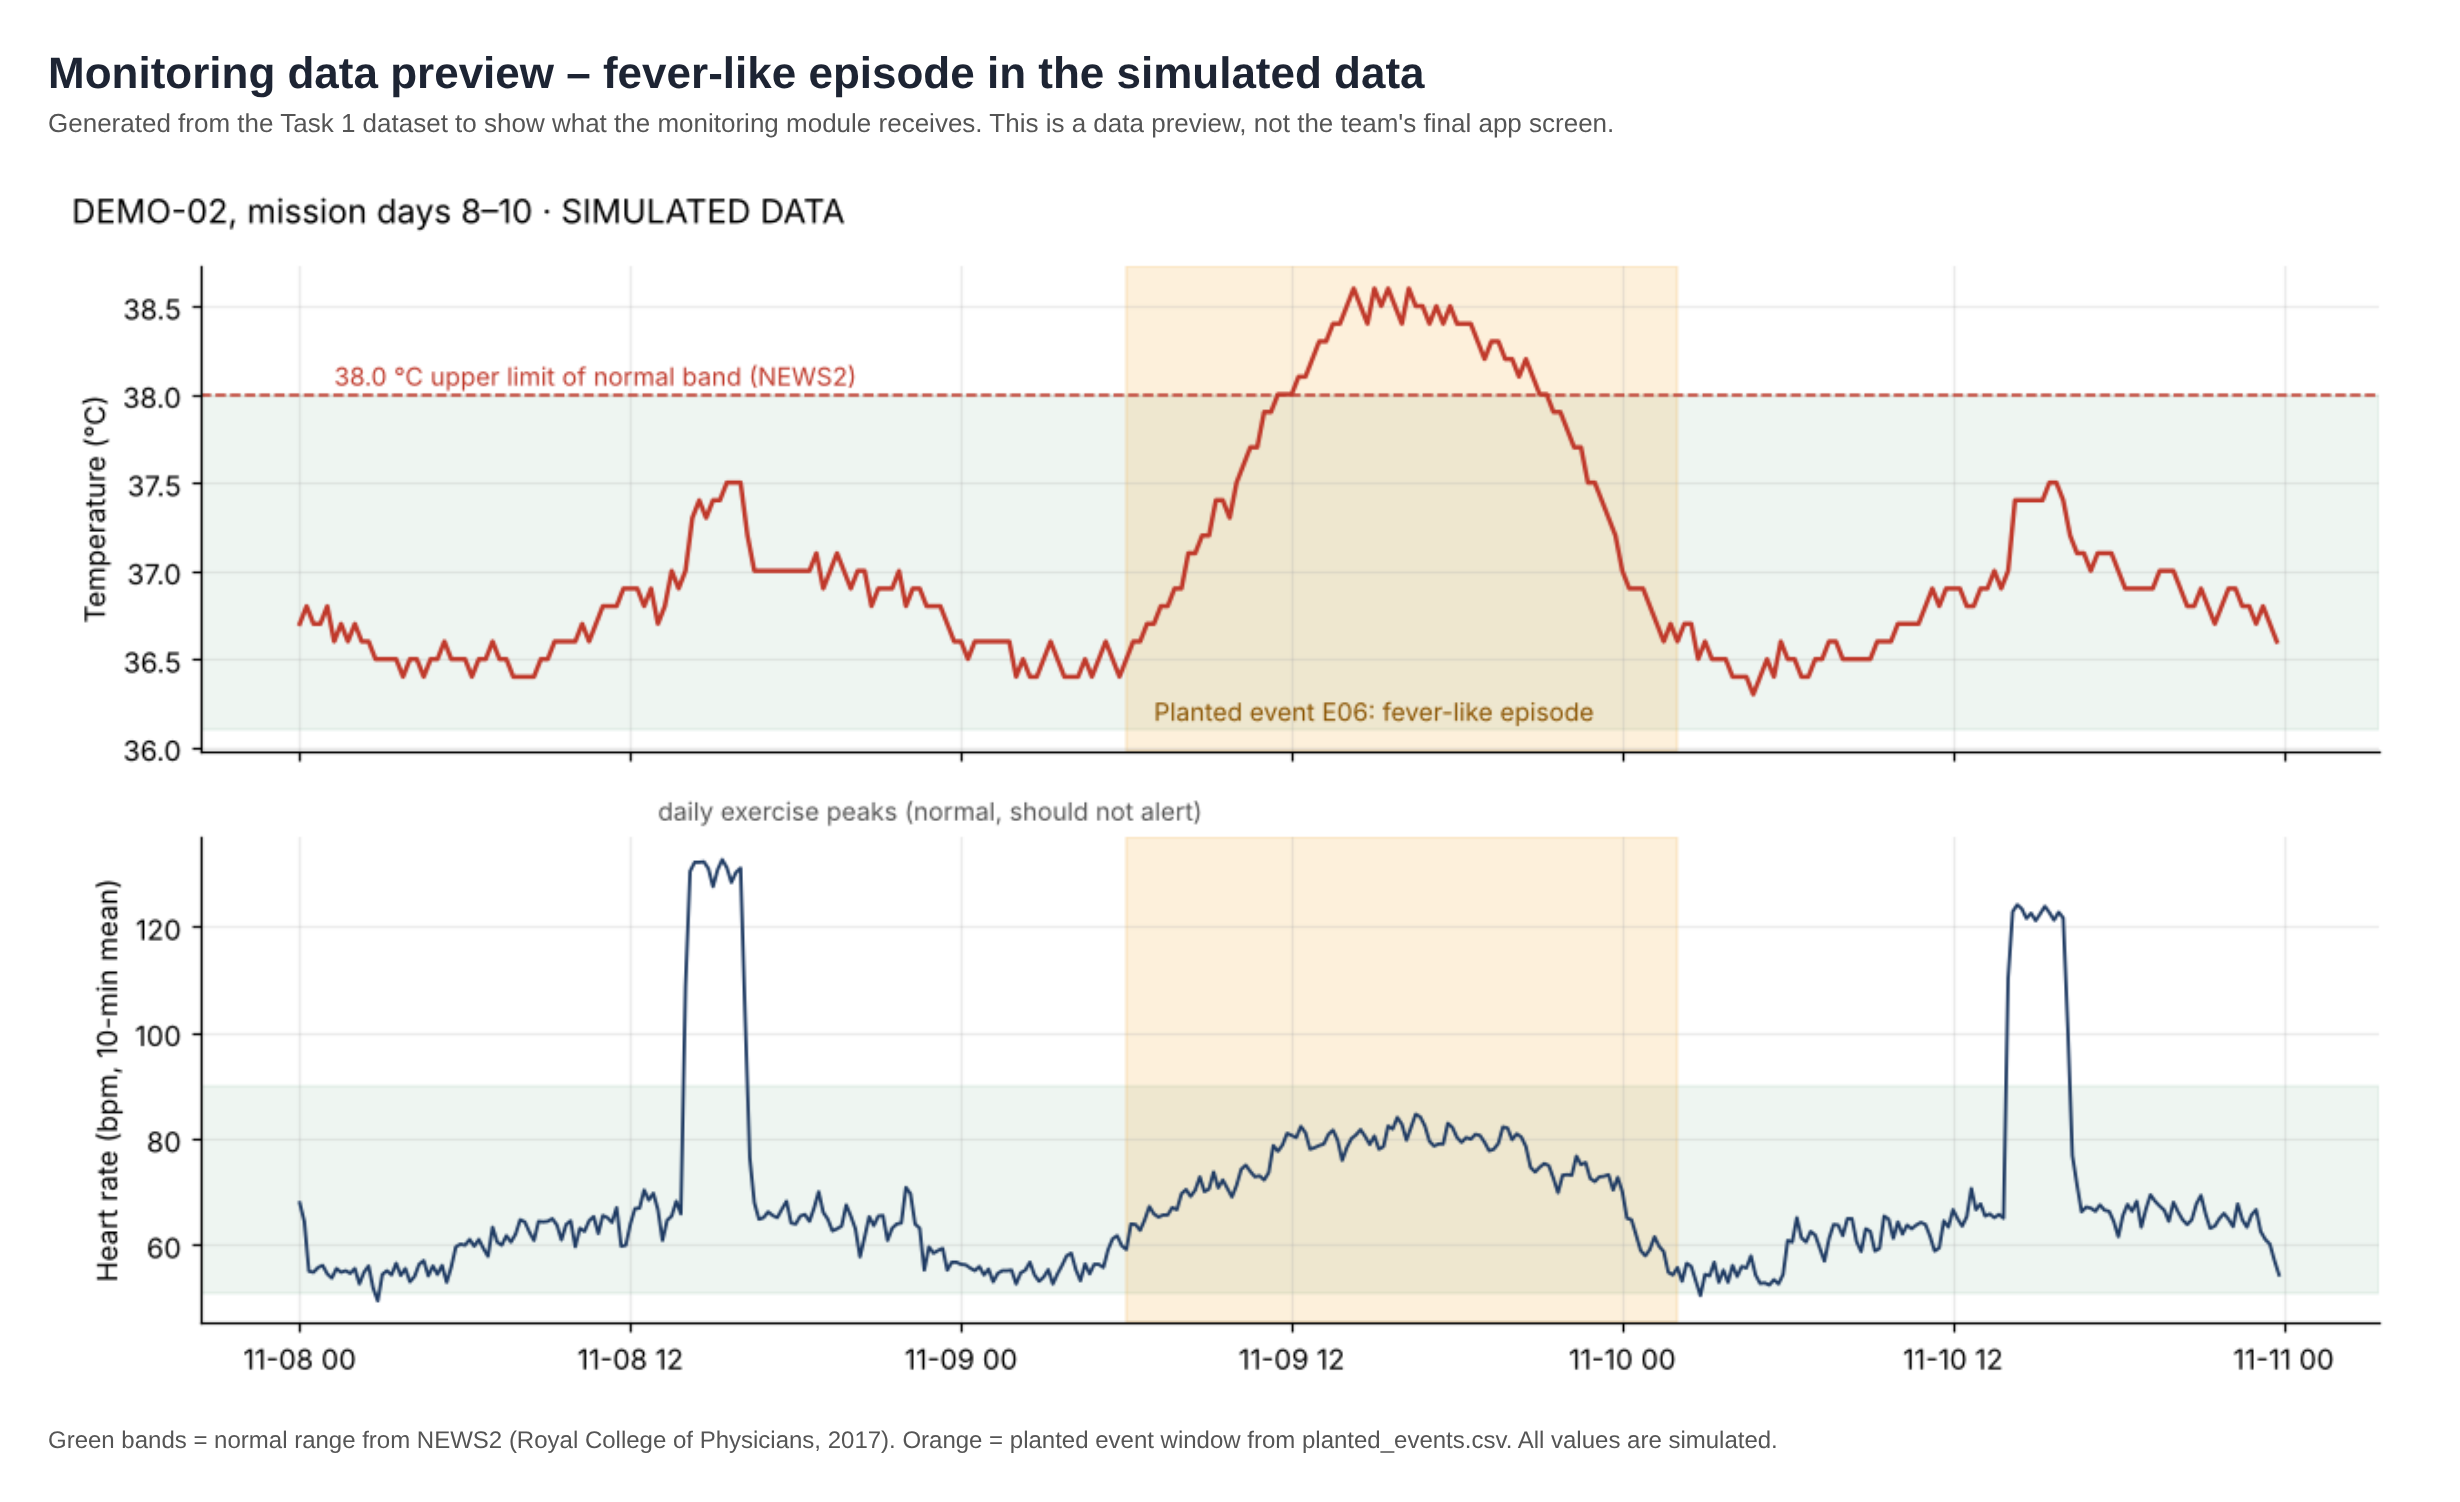 Monitoring data preview – fever-like episode in the simulated data
Generated from the Task 1 dataset to show what the monitoring module receives. This is a data preview, not the team's final app screen.
DEMO-02, mission days 8–10 · SIMULATED DATA
Temperature (°C)
38.5
38.0
37.5
37.0
36.5
36.0
38.0 °C upper limit of normal band (NEWS2)
Planted event E06: fever-like episode
daily exercise peaks (normal, should not alert)
Heart rate (bpm, 10-min mean)
120
100
80
60
11-08 00
11-08 12
11-09 00
11-09 12
11-10 00
11-10 12
11-11 00
Green bands = normal range from NEWS2 (Royal College of Physicians, 2017). Orange = planted event window from planted_events.csv. All values are simulated.